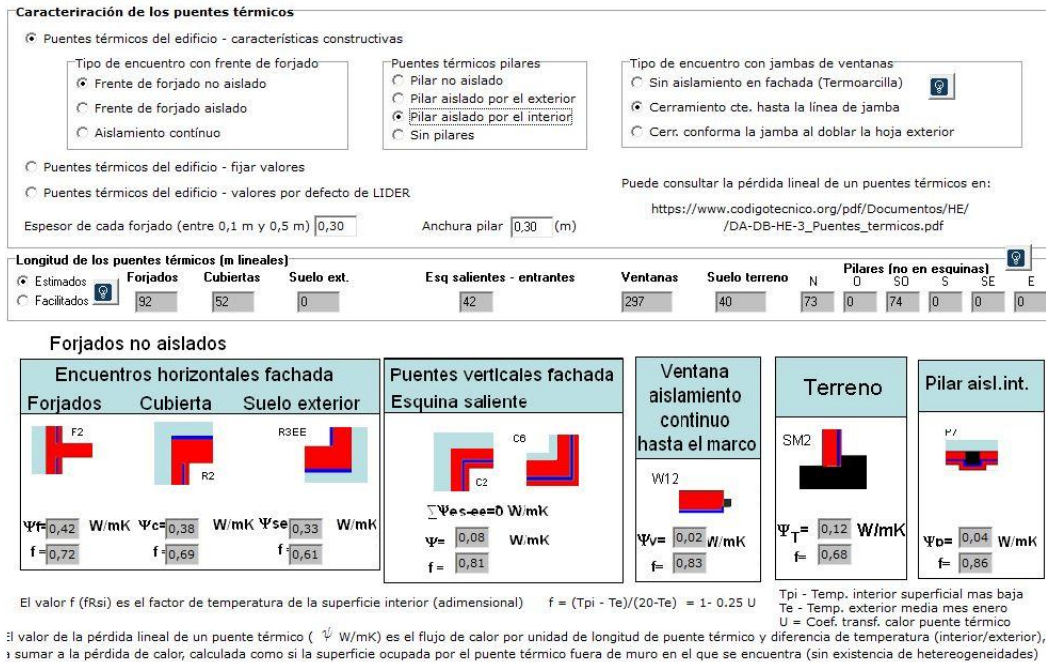 Caracteriración de los puentes térmicos
Puentes térmicos del edificio - características constructivas
Tipo de encuentro con frente de forjado
Frente de forjado no aislado
Frente de forjado aislado
Aislamiento contínuo
Puentes térmicos pilares
Pilar no aislado
Pilar aislado por el exterior
Pilar aislado por el interior
Sin pilares
Tipo de encuentro con jambas de ventanas
Sin aislamiento en fachada (Termoarcilla)
Cerramiento cte. hasta la línea de jamba
Cerr. conforma la jamba al doblar la hoja exterior
Puentes térmicos del edificio - fijar valores
Puentes térmicos del edificio - valores por defecto de LIDER
Puede consultar la pérdida lineal de un puentes térmicos en:
https://www.codigotecnico.org/pdf/Documentos/HE/
/DA-DB-HE-3_Puentes_termicos.pdf
Espesor de cada forjado (entre 0,1 m y 0,5 m) 0,30
Anchura pilar 0,30 (m)
Longitud de los puentes térmicos (m lineales)
Estimados
Facilitados
Forjados Cubiertas Suelo ext. Esq salientes - entrantes Ventanas Suelo terreno
92 52 0 42 297 40
Pilares (no en esquinas)
N O SO S SE E
73 0 74 0 0 0
Forjados no aislados
Encuentros horizontales fachada
Forjados Cubierta Suelo exterior
F2
R2
R3EE
Ψf= 0,42 W/mK Ψc= 0,38 W/mK Ψse 0,33 W/mK
f = 0,72 f = 0,69 f = 0,61
Puentes verticales fachada
Esquina saliente
C2
C6
∑Ψes-ee=0 W/mK
Ψ= 0,08 W/mK
f = 0,81
Ventana
aislamiento
continuo
hasta el marco
W12
Ψv= 0,02 W/mK
f= 0,83
Terreno
SM2
ΨT= 0,12 W/mK
f= 0,68
Pilar aisl.int.
P7
Ψp= 0,04 W/mK
f= 0,86
El valor f (fRsi) es el factor de temperatura de la superficie interior (adimensional) f = (Tpi - Te)/(20-Te) = 1- 0.25 U
Tpi - Temp. interior superficial mas baja
Te - Temp. exterior media mes enero
U = Coef. transf. calor puente térmico
El valor de la pérdida lineal de un puente térmico ( Ψ W/mK) es el flujo de calor por unidad de longitud de puente térmico y diferencia de temperatura (interior/exterior),
a sumar a la pérdida de calor, calculada como si la superficie ocupada por el puente térmico fuera de muro en el que se encuentra (sin existencia de hetereogeneidades)